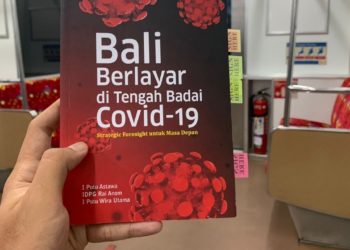 Bali
Berlayar
di Tengah Badai
Covid-19
Strategic Foresight untuk Masa Depan
I Putu Astawa
IDPG Rai Anom
I Putu Wira Utama